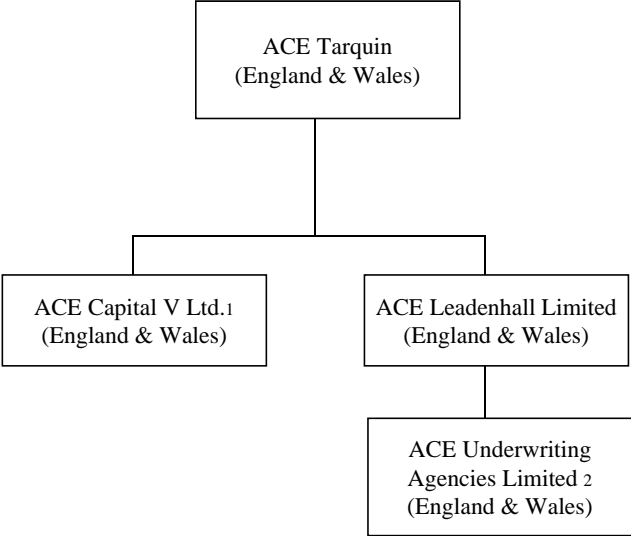 ACE Tarquin
(England & Wales)
ACE Capital V Ltd.1
(England & Wales)
ACE Leadenhall Limited
(England & Wales)
ACE Underwriting
Agencies Limited 2
(England & Wales)